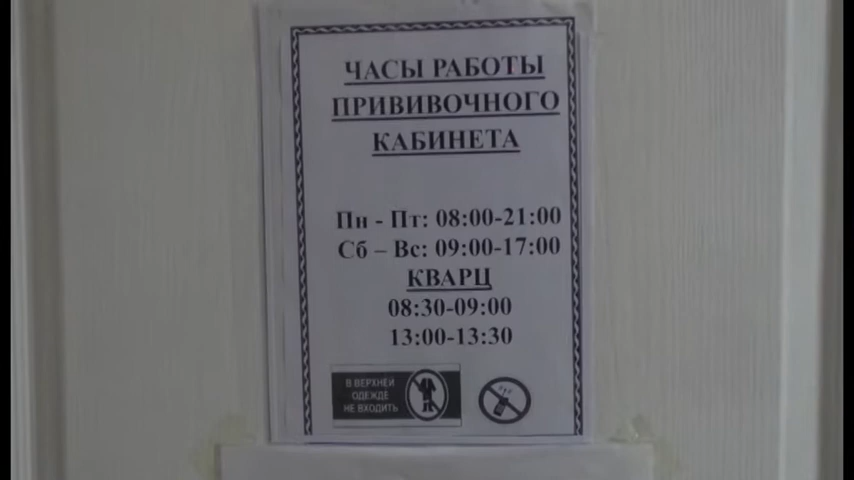 ЧАСЫ РАБОТЫ
ПРИВИВОЧНОГО
КАБИНЕТА
Пн - Пт: 08:00-21:00
Сб – Вс: 09:00-17:00
КВАРЦ
08:30-09:00
13:00-13:30
В ВЕРХНЕЙ
ОДЕЖДЕ
НЕ ВХОДИТЬ